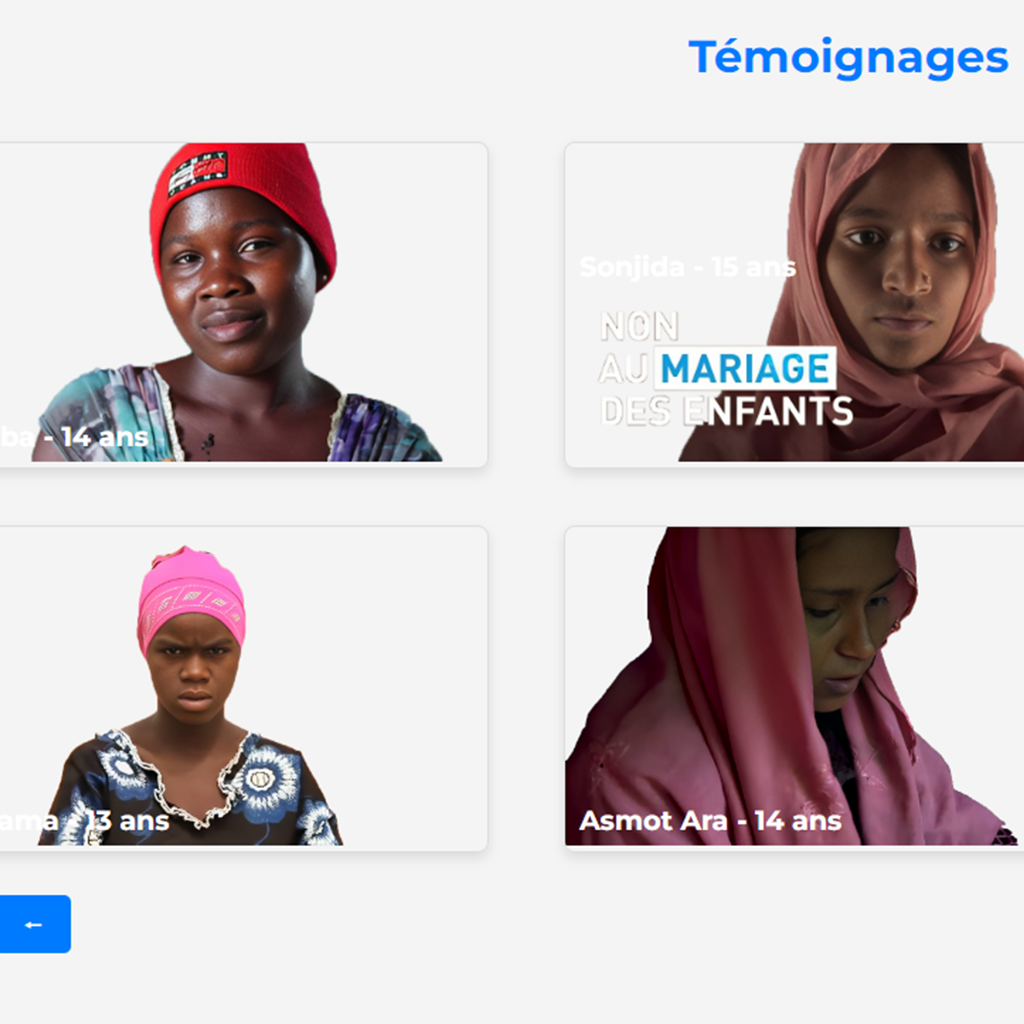 Témoignages
Sonjida - 15 ans
NON
AU MARIAGE
DES ENFANTS
ba - 14 ans
ama - 13 ans
Asmot Ara - 14 ans
←